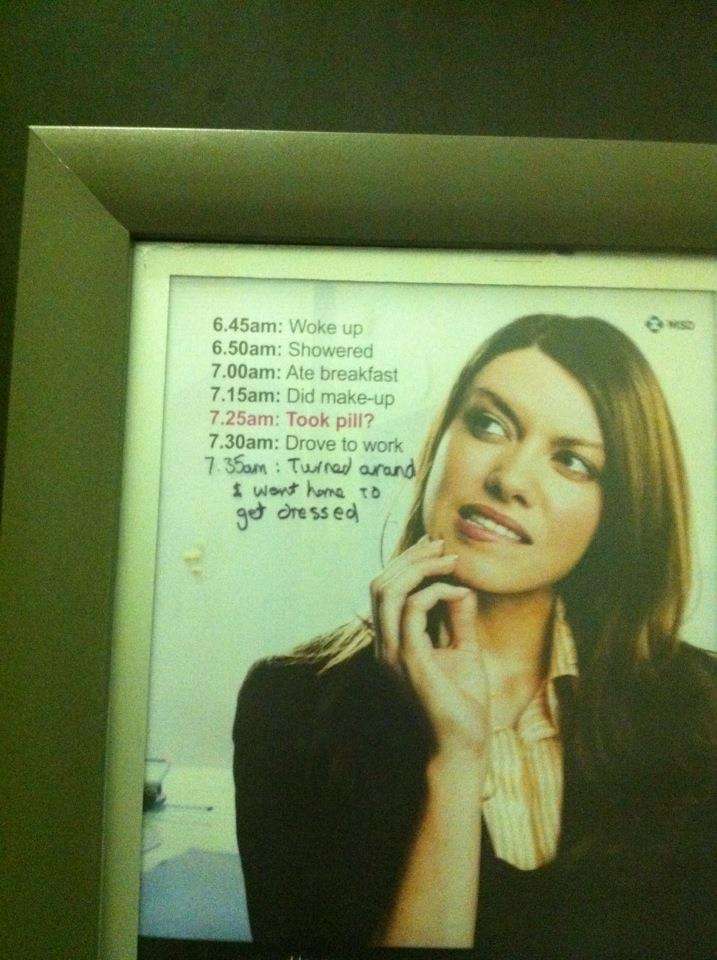 MSD
6.45am: Woke up
6.50am: Showered
7.00am: Ate breakfast
7.15am: Did make-up
7.25am: Took pill?
7.30am: Drove to work
7.35am: Turned around
& went home to
get dressed